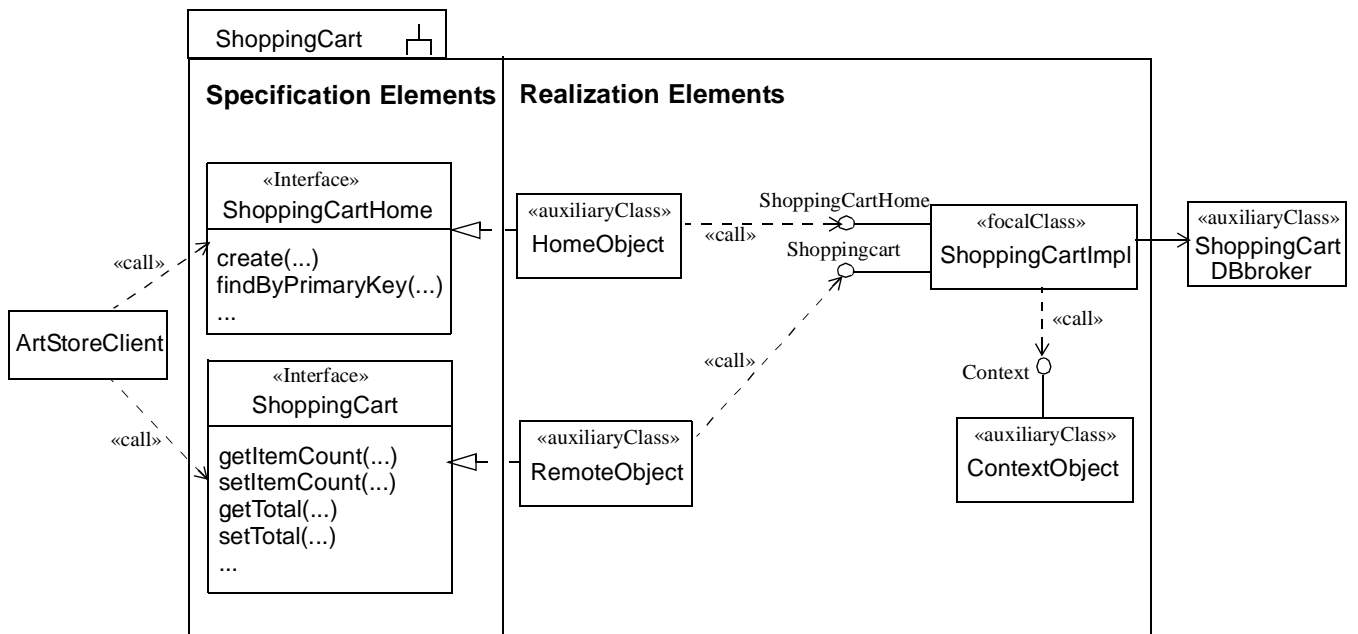 ShoppingCart
Specification Elements
Realization Elements
«Interface»
ShoppingCartHome
create(...)
findByPrimaryKey(...)
...
«call»
ArtStoreClient
«call»
«Interface»
ShoppingCart
getItemCount(...)
setItemCount(...)
getTotal(...)
setTotal(...)
...
«auxiliaryClass»
HomeObject
«call»
ShoppingCartHome
Shoppingcart
«call»
«auxiliaryClass»
RemoteObject
«focalClass»
ShoppingCartImpl
«call»
Context
«auxiliaryClass»
ContextObject
«auxiliaryClass»
ShoppingCart
DBbroker